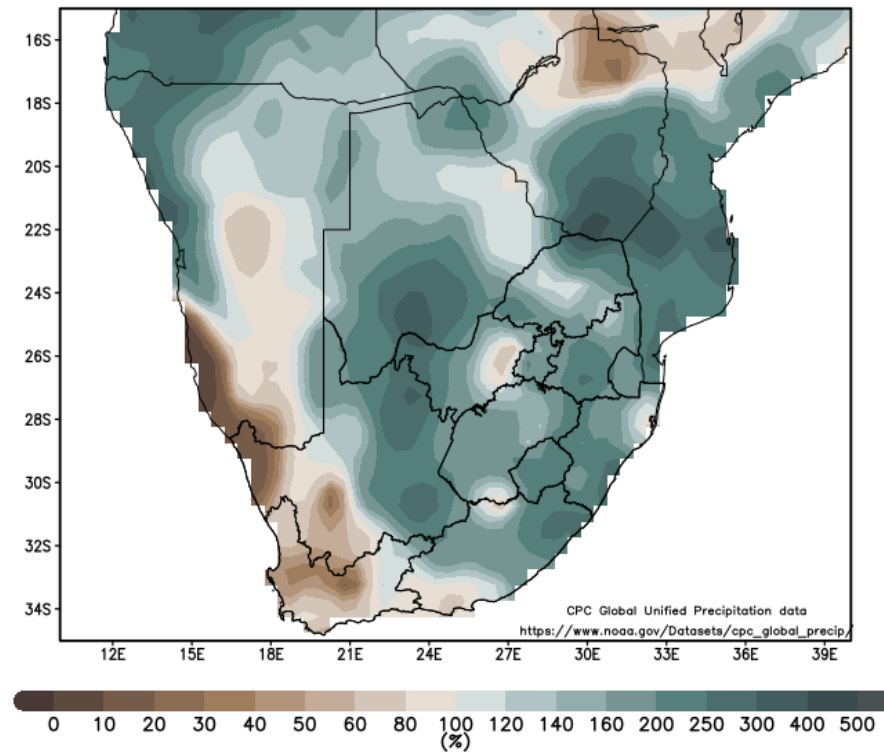 16S
18S
20S
22S
24S
26S
28S
30S
32S
34S
CPC Global Unified Precipitation data
https://www.noaa.gov/Datasets/cpc_global_precip/
12E 15E 18E 21E 24E 27E 30E 33E 36E 39E
0 10 20 30 40 50 60 80 100 120 140 160 200 250 300 400 500
(%)